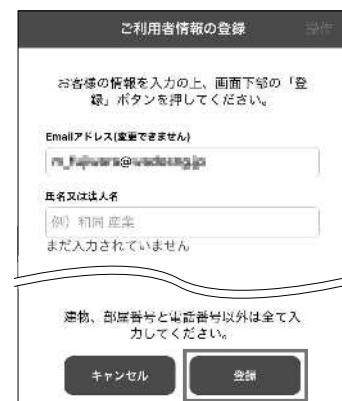 ご利用者情報の登録
操作
お客様の情報を入力の上、画面下部の「登
録」ボタンを押してください。
Emailアドレス(変更できません)
氏名又は法人名
例）和同 産業
まだ入力されていません
建物、部屋番号と電話番号以外は全て入
力してください。
キャンセル
登録